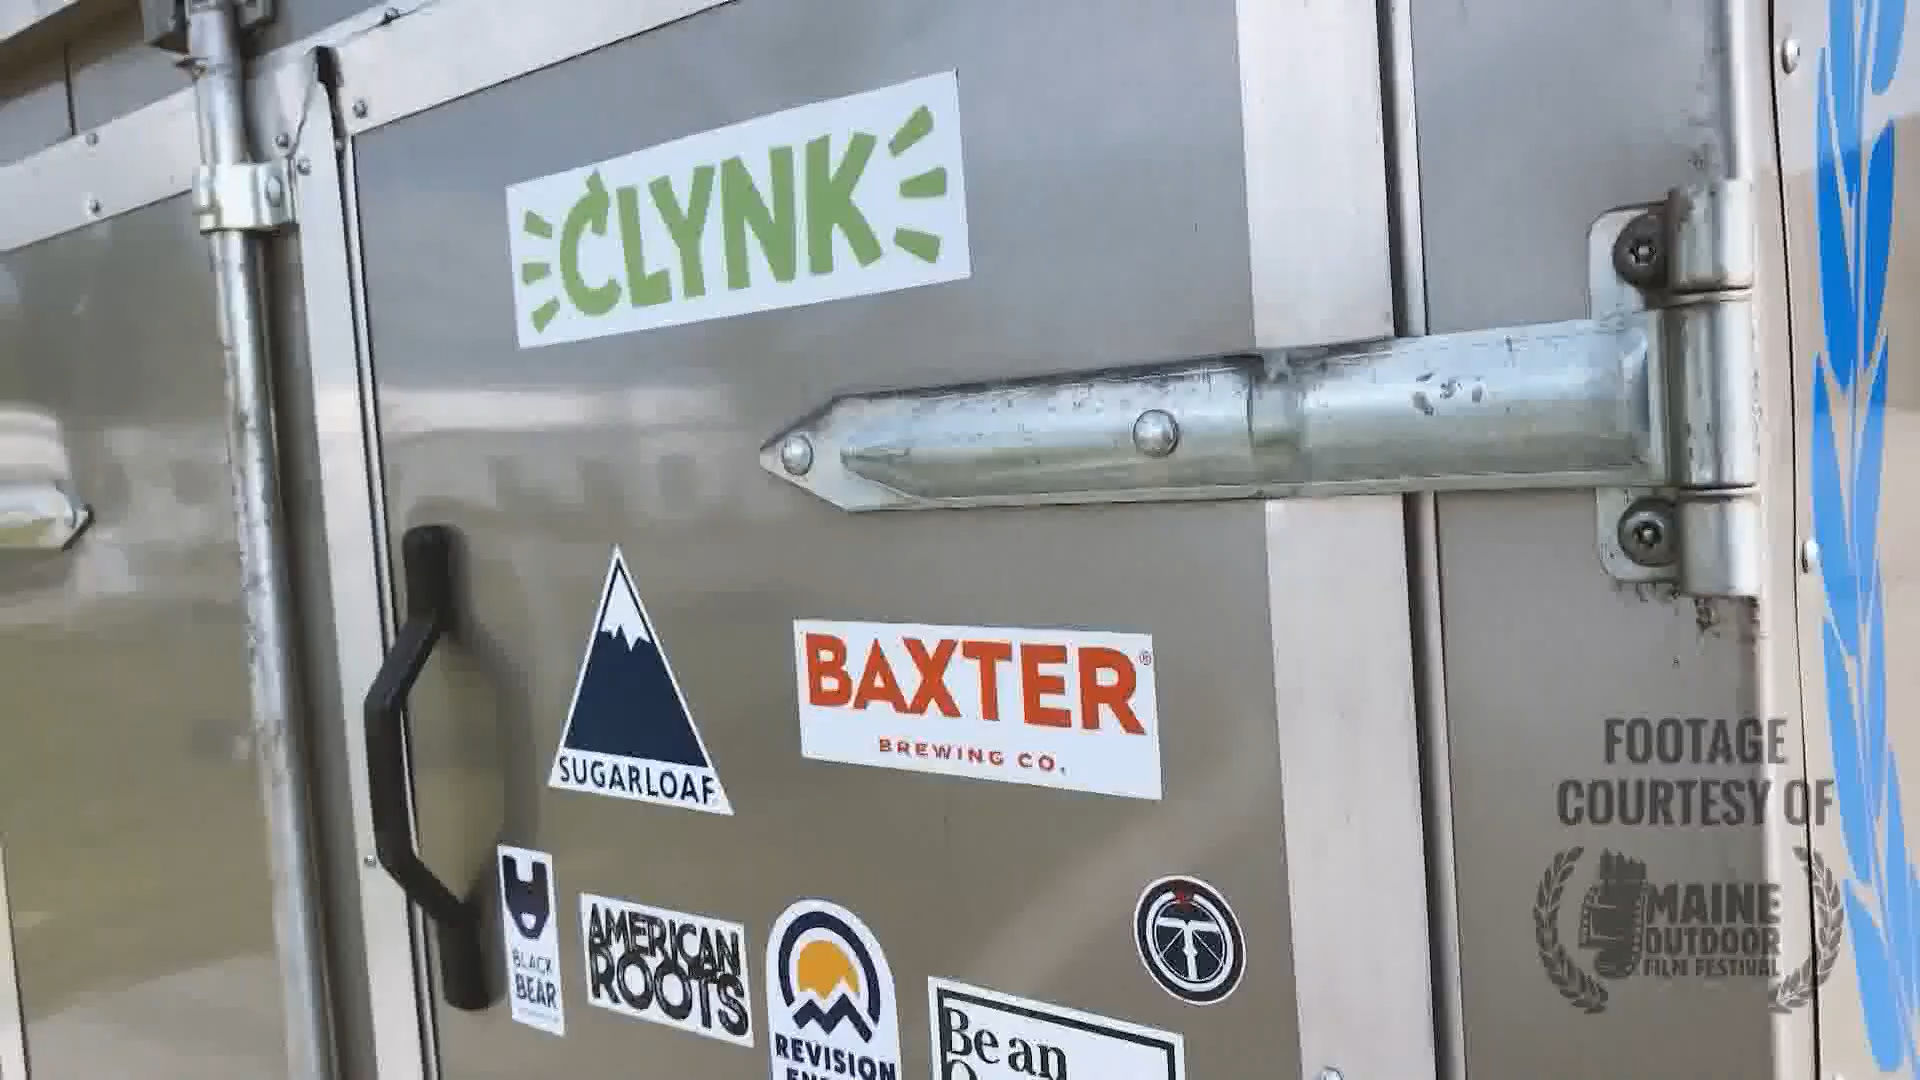 CLYNK
SUGARLOAF
BAXTER®
BREWING CO.
BLACK
BEAR
AMERICAN
ROOTS
REVISION
Be an
FOOTAGE
COURTESY OF
MAINE
OUTDOOR
FILM FESTIVAL